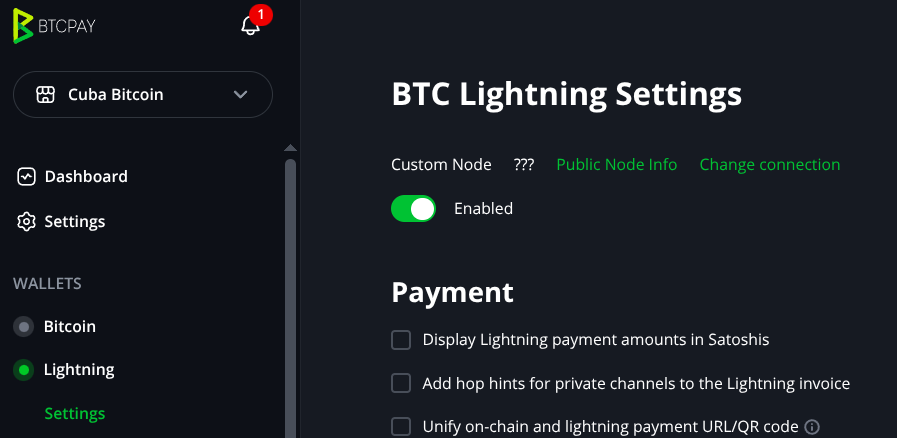 BTCPAY
1
Cuba Bitcoin
Dashboard
Settings
WALLETS
Bitcoin
Lightning
Settings
BTC Lightning Settings
Custom Node ??? Public Node Info Change connection
Enabled
Payment
Display Lightning payment amounts in Satoshis
Add hop hints for private channels to the Lightning invoice
Unify on-chain and lightning payment URL/QR code